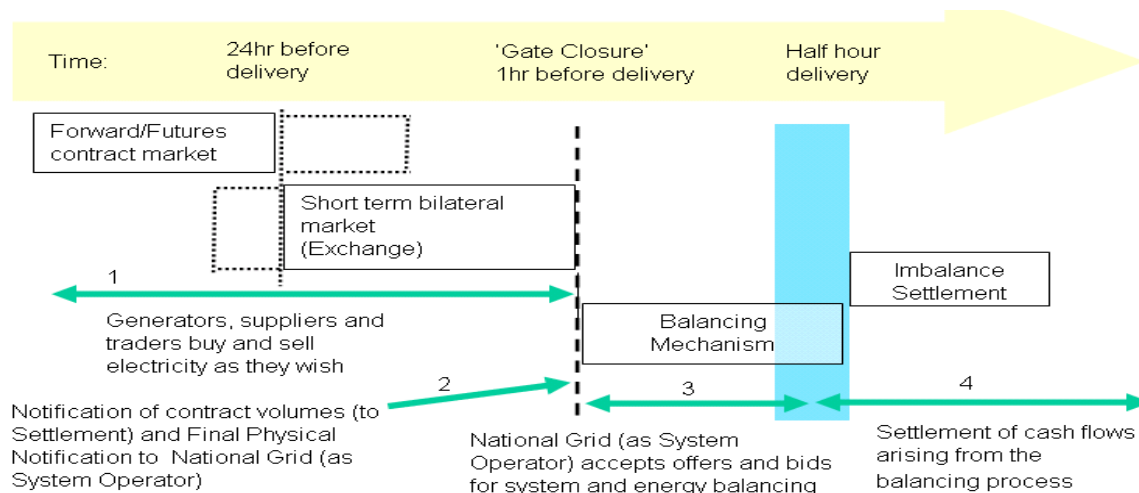 Time:
24hr before
delivery
'Gate Closure'
1hr before delivery
Half hour
delivery
Forward/Futures
contract market
Short term bilateral
market
(Exchange)
Imbalance
Settlement
1
Generators, suppliers and
traders buy and sell
electricity as they wish
Balancing
Mechanism
2
3
4
Notification of contract volumes (to
Settlement) and Final Physical
Notification to National Grid (as
System Operator)
National Grid (as System
Operator) accepts offers and bids
for system and energy balancing
Settlement of cash flows
arising from the
balancing process